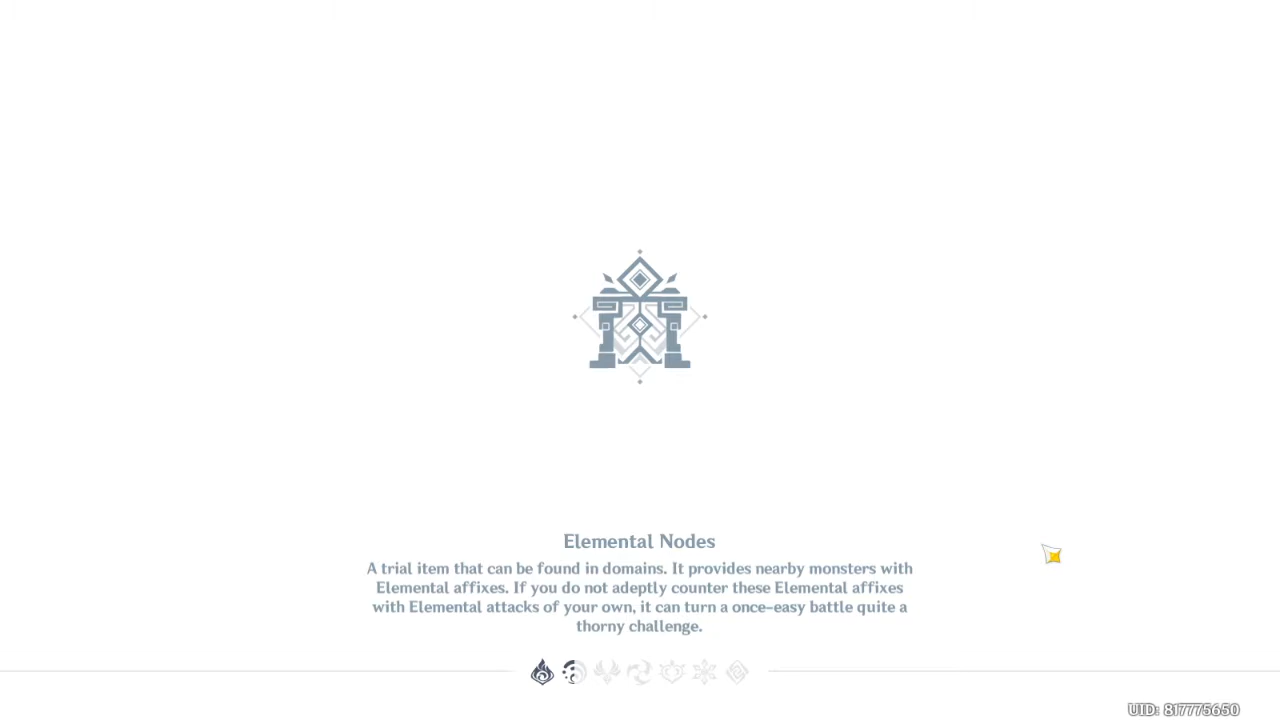 Elemental Nodes
A trial item that can be found in domains. It provides nearby monsters with
Elemental affixes. If you do not adeptly counter these Elemental affixes
with Elemental attacks of your own, it can turn a once-easy battle quite a
thorny challenge.
UID: 817775650